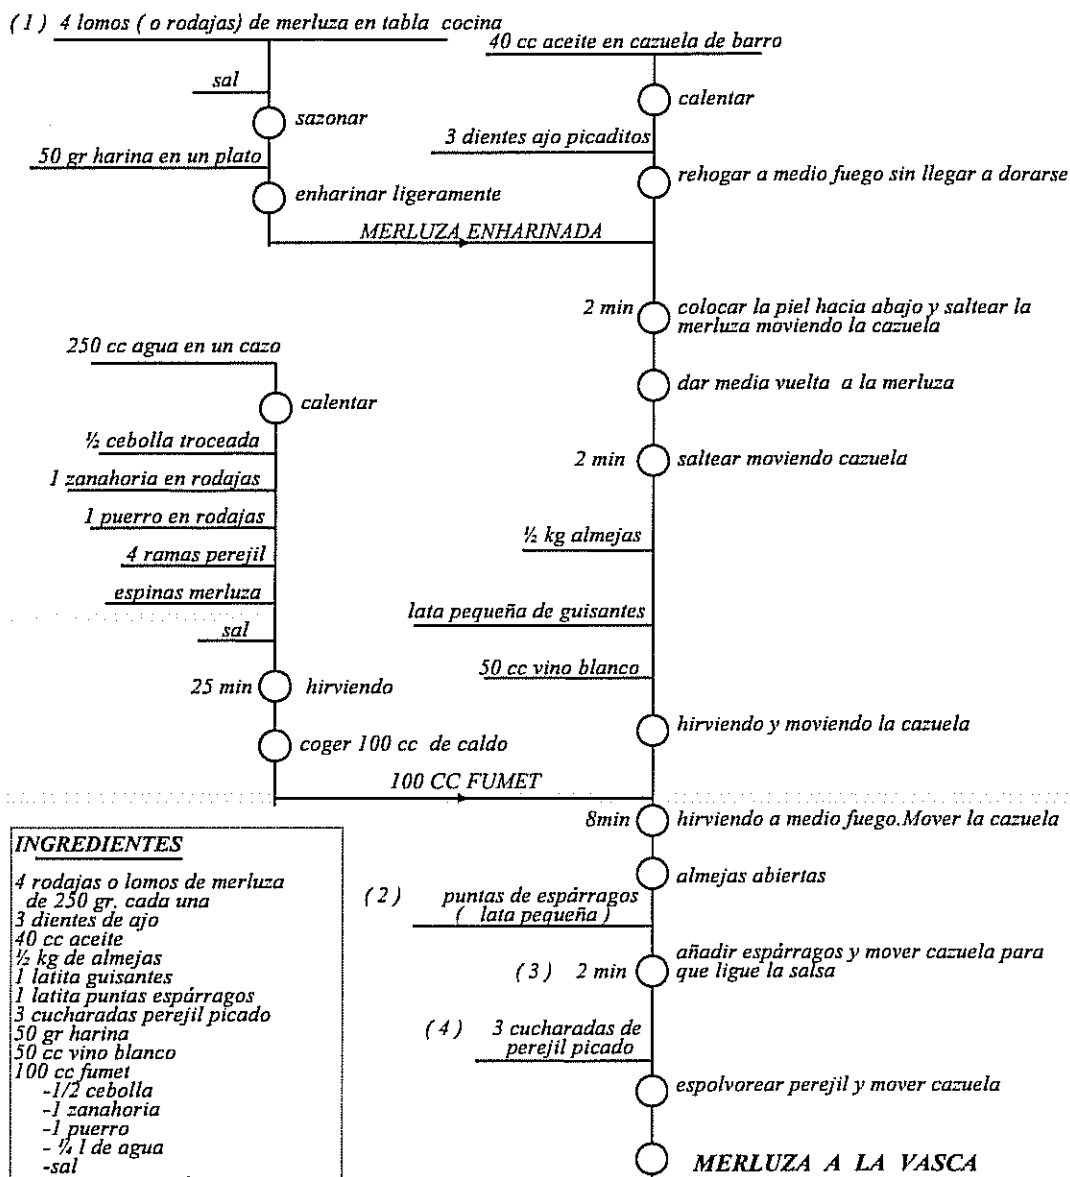 ( 1 ) 4 lomos ( o rodajas) de merluza en tabla cocina
sal
sazonar
50 gr harina en un plato
enharinar ligeramente
MERLUZA ENHARINADA
40 cc aceite en cazuela de barro
calentar
3 dientes ajo picaditos
rehogar a medio fuego sin llegar a dorarse
2 min
colocar la piel hacia abajo y saltear la
merluza moviendo la cazuela
dar media vuelta a la merluza
2 min
saltear moviendo cazuela
½ kg almejas
lata pequeña de guisantes
50 cc vino blanco
hirviendo y moviendo la cazuela
250 cc agua en un cazo
calentar
½ cebolla troceada
1 zanahoria en rodajas
1 puerro en rodajas
4 ramas perejil
espinas merluza
sal
25 min
hirviendo
coger 100 cc de caldo
100 CC FUMET
8min
hirviendo a medio fuego.Mover la cazuela
almejas abiertas
( 2 ) puntas de espárragos
( lata pequeña )
añadir espárragos y mover cazuela para
que ligue la salsa
( 3 ) 2 min
( 4 ) 3 cucharadas de
perejil picado
espolvorear perejil y mover cazuela
MERLUZA A LA VASCA
INGREDIENTES
4 rodajas o lomos de merluza
de 250 gr. cada una
3 dientes de ajo
40 cc aceite
½ kg de almejas
1 latita guisantes
1 latita puntas espárragos
3 cucharadas perejil picado
50 gr harina
50 cc vino blanco
100 cc fumet
-1/2 cebolla
-1 zanahoria
-1 puerro
- ¼ l de agua
-sal